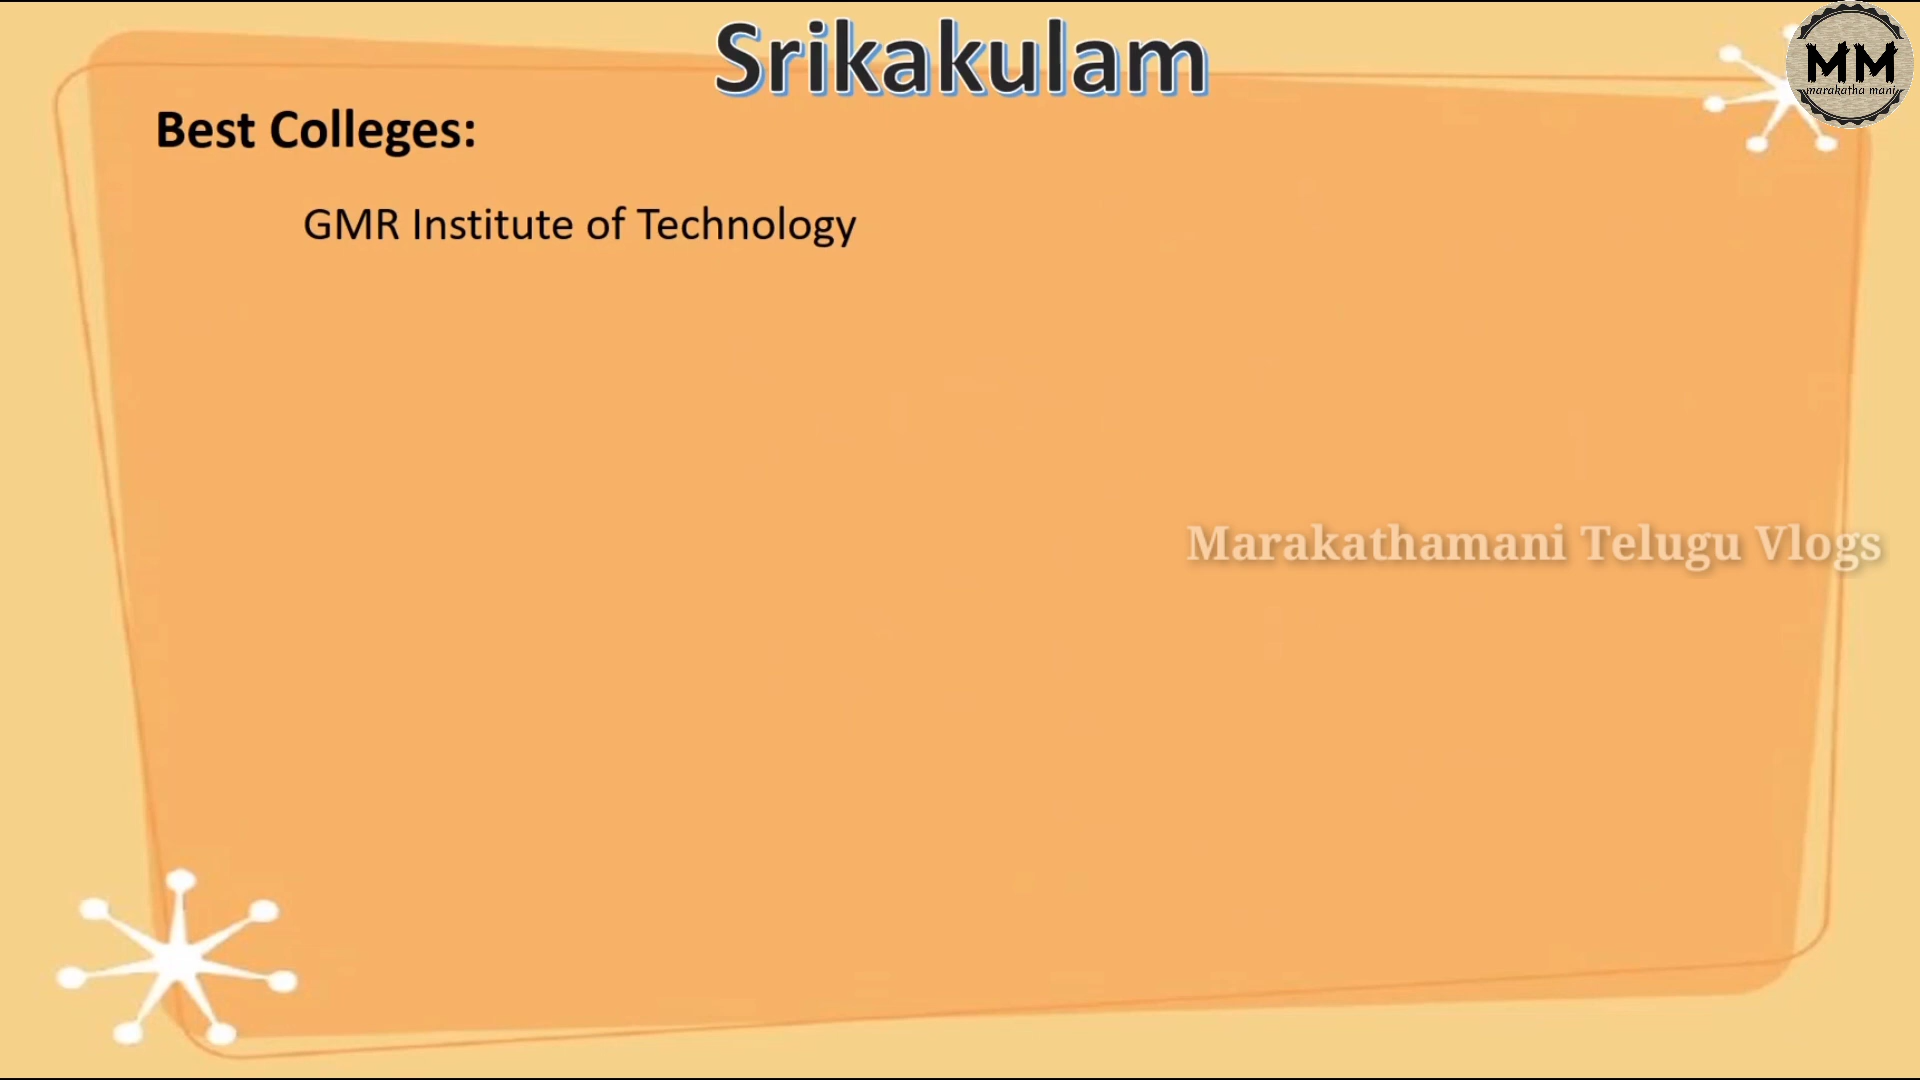 Srikakulam
MM
marakatha mani
Best Colleges:
GMR Institute of Technology
Marakathamani Telugu Vlogs